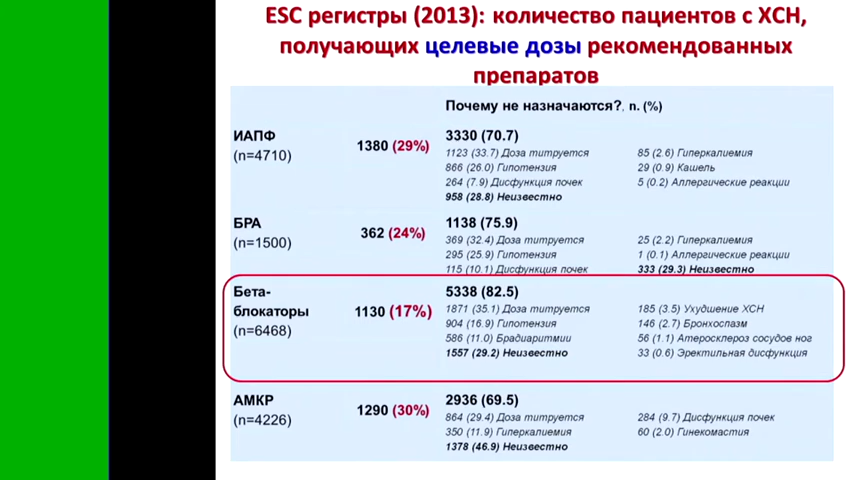 ESC регистры (2013): количество пациентов с ХСН,
получающих целевые дозы рекомендованных
препаратов
Почему не назначаются?, n. (%)
ИАПФ
(n=4710)
1380 (29%)
3330 (70.7)
1123 (33.7) Доза титруется
866 (26.0) Гипотензия
264 (7.9) Дисфункция почек
958 (28.8) Неизвестно
85 (2.6) Гиперкалиемия
29 (0.9) Кашель
5 (0.2) Аллергические реакции
БРА
(n=1500)
362 (24%)
1138 (75.9)
369 (32.4) Доза титруется
295 (25.9) Гипотензия
115 (10.1) Дисфункция почек
25 (2.2) Гиперкалиемия
1 (0.1) Аллергические реакции
333 (29.3) Неизвестно
Бета-
блокаторы
(n=6468)
1130 (17%)
5338 (82.5)
1871 (35.1) Доза титруется
904 (16.9) Гипотензия
586 (11.0) Брадиаритмии
1557 (29.2) Неизвестно
185 (3.5) Ухудшение ХСН
146 (2.7) Бронхоспазм
56 (1.1) Атеросклероз сосудов ног
33 (0.6) Эректильная дисфункция
АМКР
(n=4226)
1290 (30%)
2936 (69.5)
864 (29.4) Доза титруется
350 (11.9) Гиперкалиемия
1378 (46.9) Неизвестно
284 (9.7) Дисфункция почек
60 (2.0) Гинекомастия